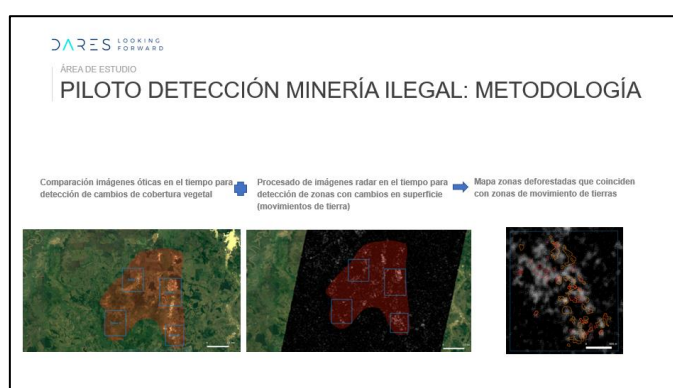 DARES LOOKING
FORWARD
ÁREA DE ESTUDIO
PILOTO DETECCIÓN MINERÍA ILEGAL: METODOLOGÍA
Comparación imágenes óticas en el tiempo para
detección de cambios de cobertura vegetal
Procesado de imágenes radar en el tiempo para
detección de zonas con cambios en superficie
(movimientos de tierra)
Mapa zonas deforestadas que coinciden
con zonas de movimiento de tierras